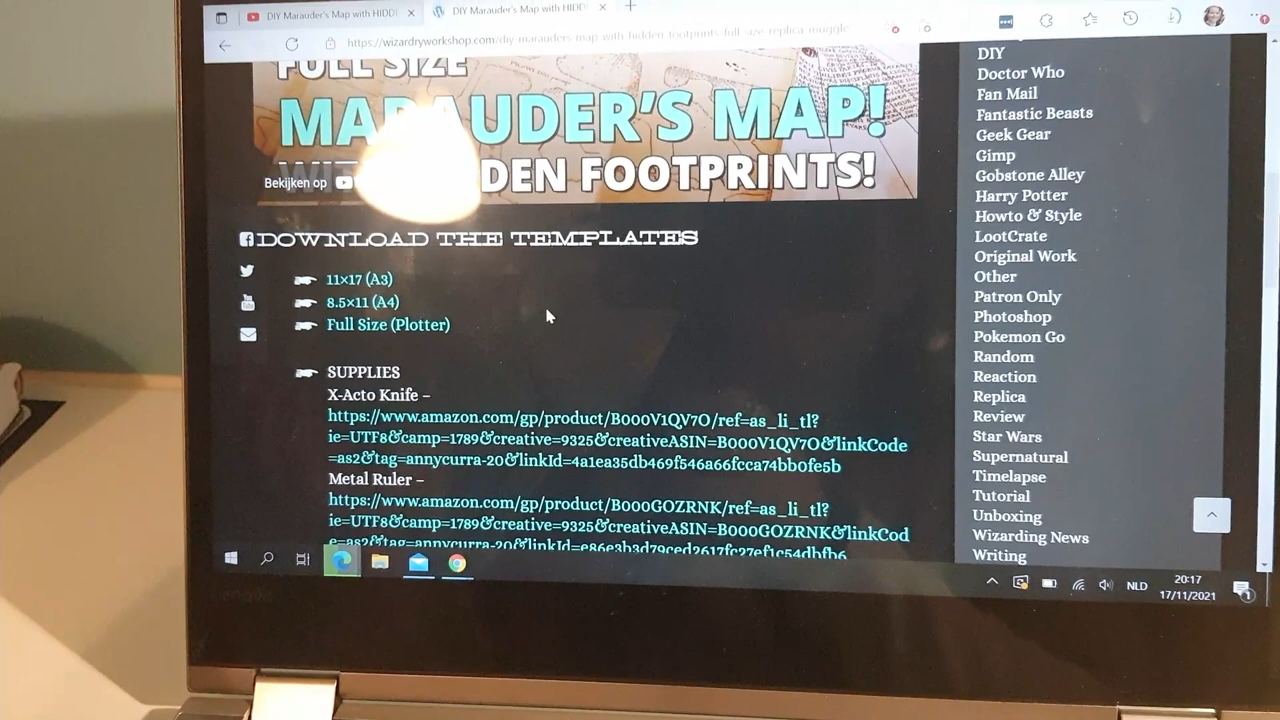 DIY Marauder's Map with HIDD
DIY Marauder's Map with HIDD
https://wizardryworkshop.com/diy-marauders-map-with-hidden-footprints-full-size-replica-muggle
FULL SIZE
MARAUDER'S MAP!
DEN FOOTPRINTS!
Bekijken op
DOWNLOAD THE TEMPLATES
11×17 (A3)
8.5×11 (A4)
Full Size (Plotter)
SUPPLIES
X-Acto Knife –
https://www.amazon.com/gp/product/B000V1QV7O/ref=as_li_tl?
ie=UTF8&camp=1789&creative=9325&creativeASIN=B000V1QV7O&linkCode
=as2&tag=annycurra-20&linkId=4a1ea35db469f546a66fcca74bb0fe5b
Metal Ruler –
https://www.amazon.com/gp/product/B000GOZRNK/ref=as_li_tl?
ie=UTF8&camp=1789&creative=9325&creativeASIN=B000GOZRNK&linkCod
e=as2&tag=annycurra-20&linkId=e86e3b3d79ced2617fc27ef1c54dbfb6
DIY
Doctor Who
Fan Mail
Fantastic Beasts
Geek Gear
Gimp
Gobstone Alley
Harry Potter
Howto & Style
LootCrate
Original Work
Other
Patron Only
Photoshop
Pokemon Go
Random
Reaction
Replica
Review
Star Wars
Supernatural
Timelapse
Tutorial
Unboxing
Wizarding News
Writing
NLD
20:17
17/11/2021
1